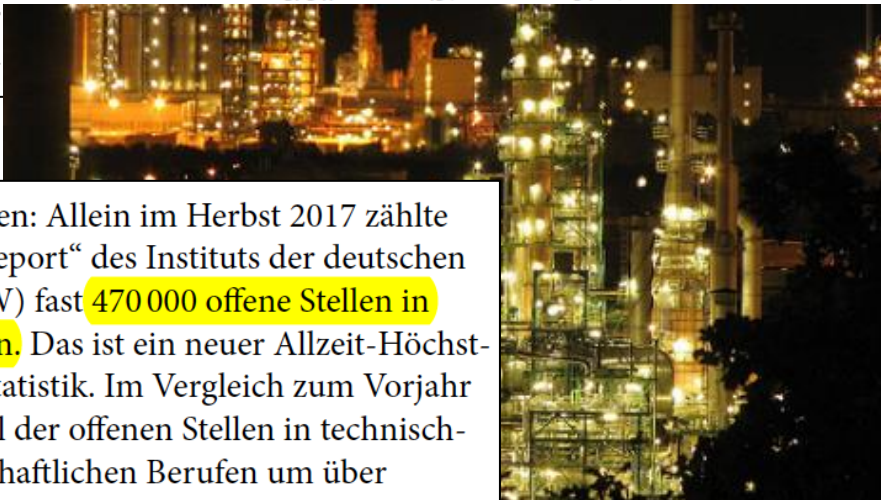 en: Allein im Herbst 2017 zählte
eport“ des Instituts der deutschen
W) fast 470 000 offene Stellen in
n. Das ist ein neuer Allzeit-Höchst-
tatistik. Im Vergleich zum Vorjahr
l der offenen Stellen in technisch-
haftlichen Berufen um über